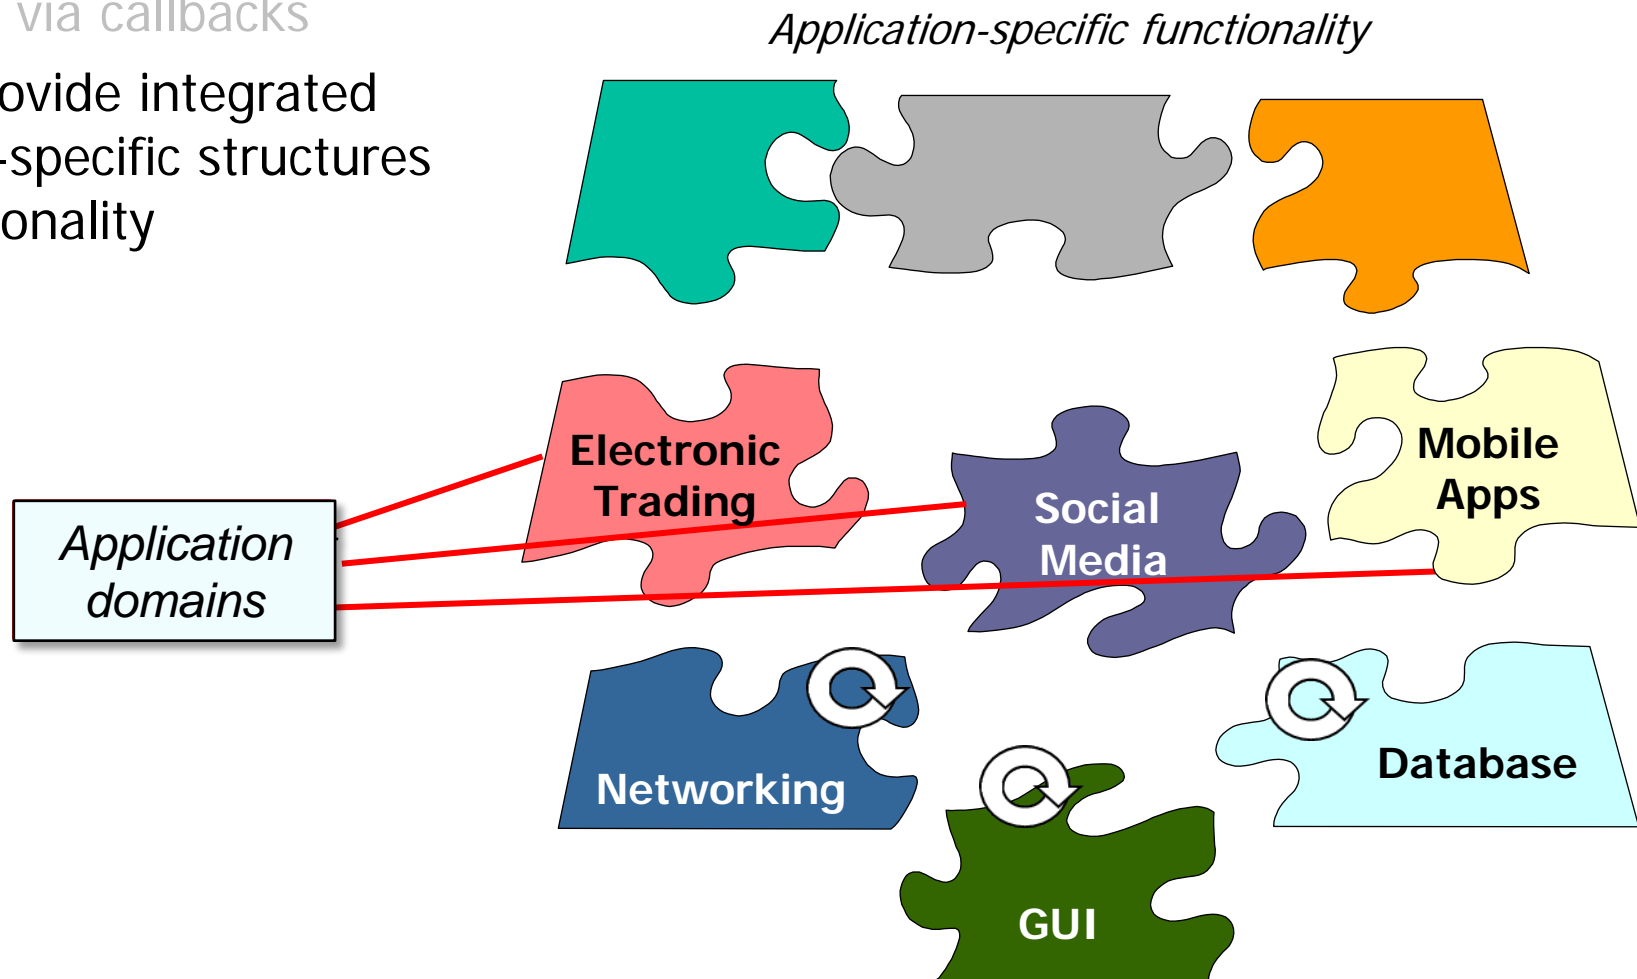 via callbacks
ovide integrated
-specific structures
onality
Application-specific functionality
Electronic
Trading
Social
Media
Mobile
Apps
Application
domains
Networking
Database
GUI